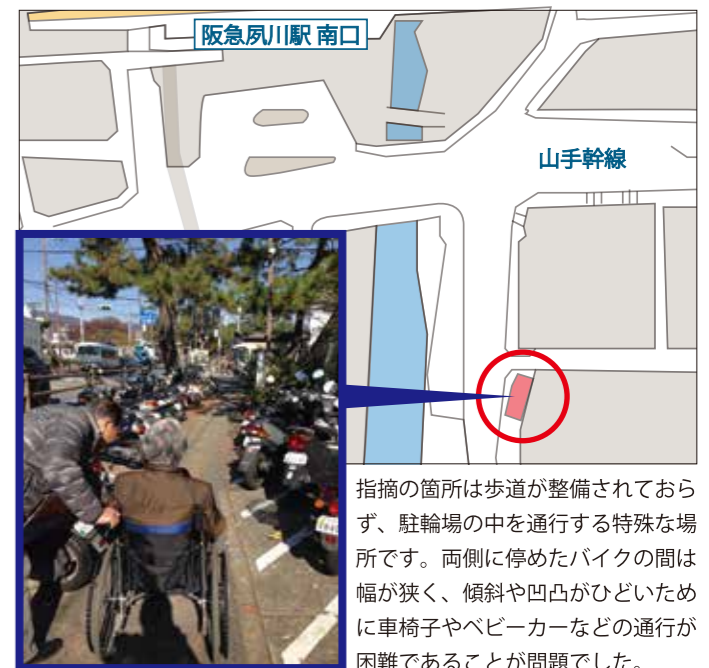 阪急夙川駅 南口
山手幹線
指摘の箇所は歩道が整備されておら
ず、駐輪場の中を通行する特殊な場
所です。両側に停めたバイクの間は
幅が狭く、傾斜や凹凸がひどいため
に車椅子やベビーカーなどの通行が
困難であることが問題でした。